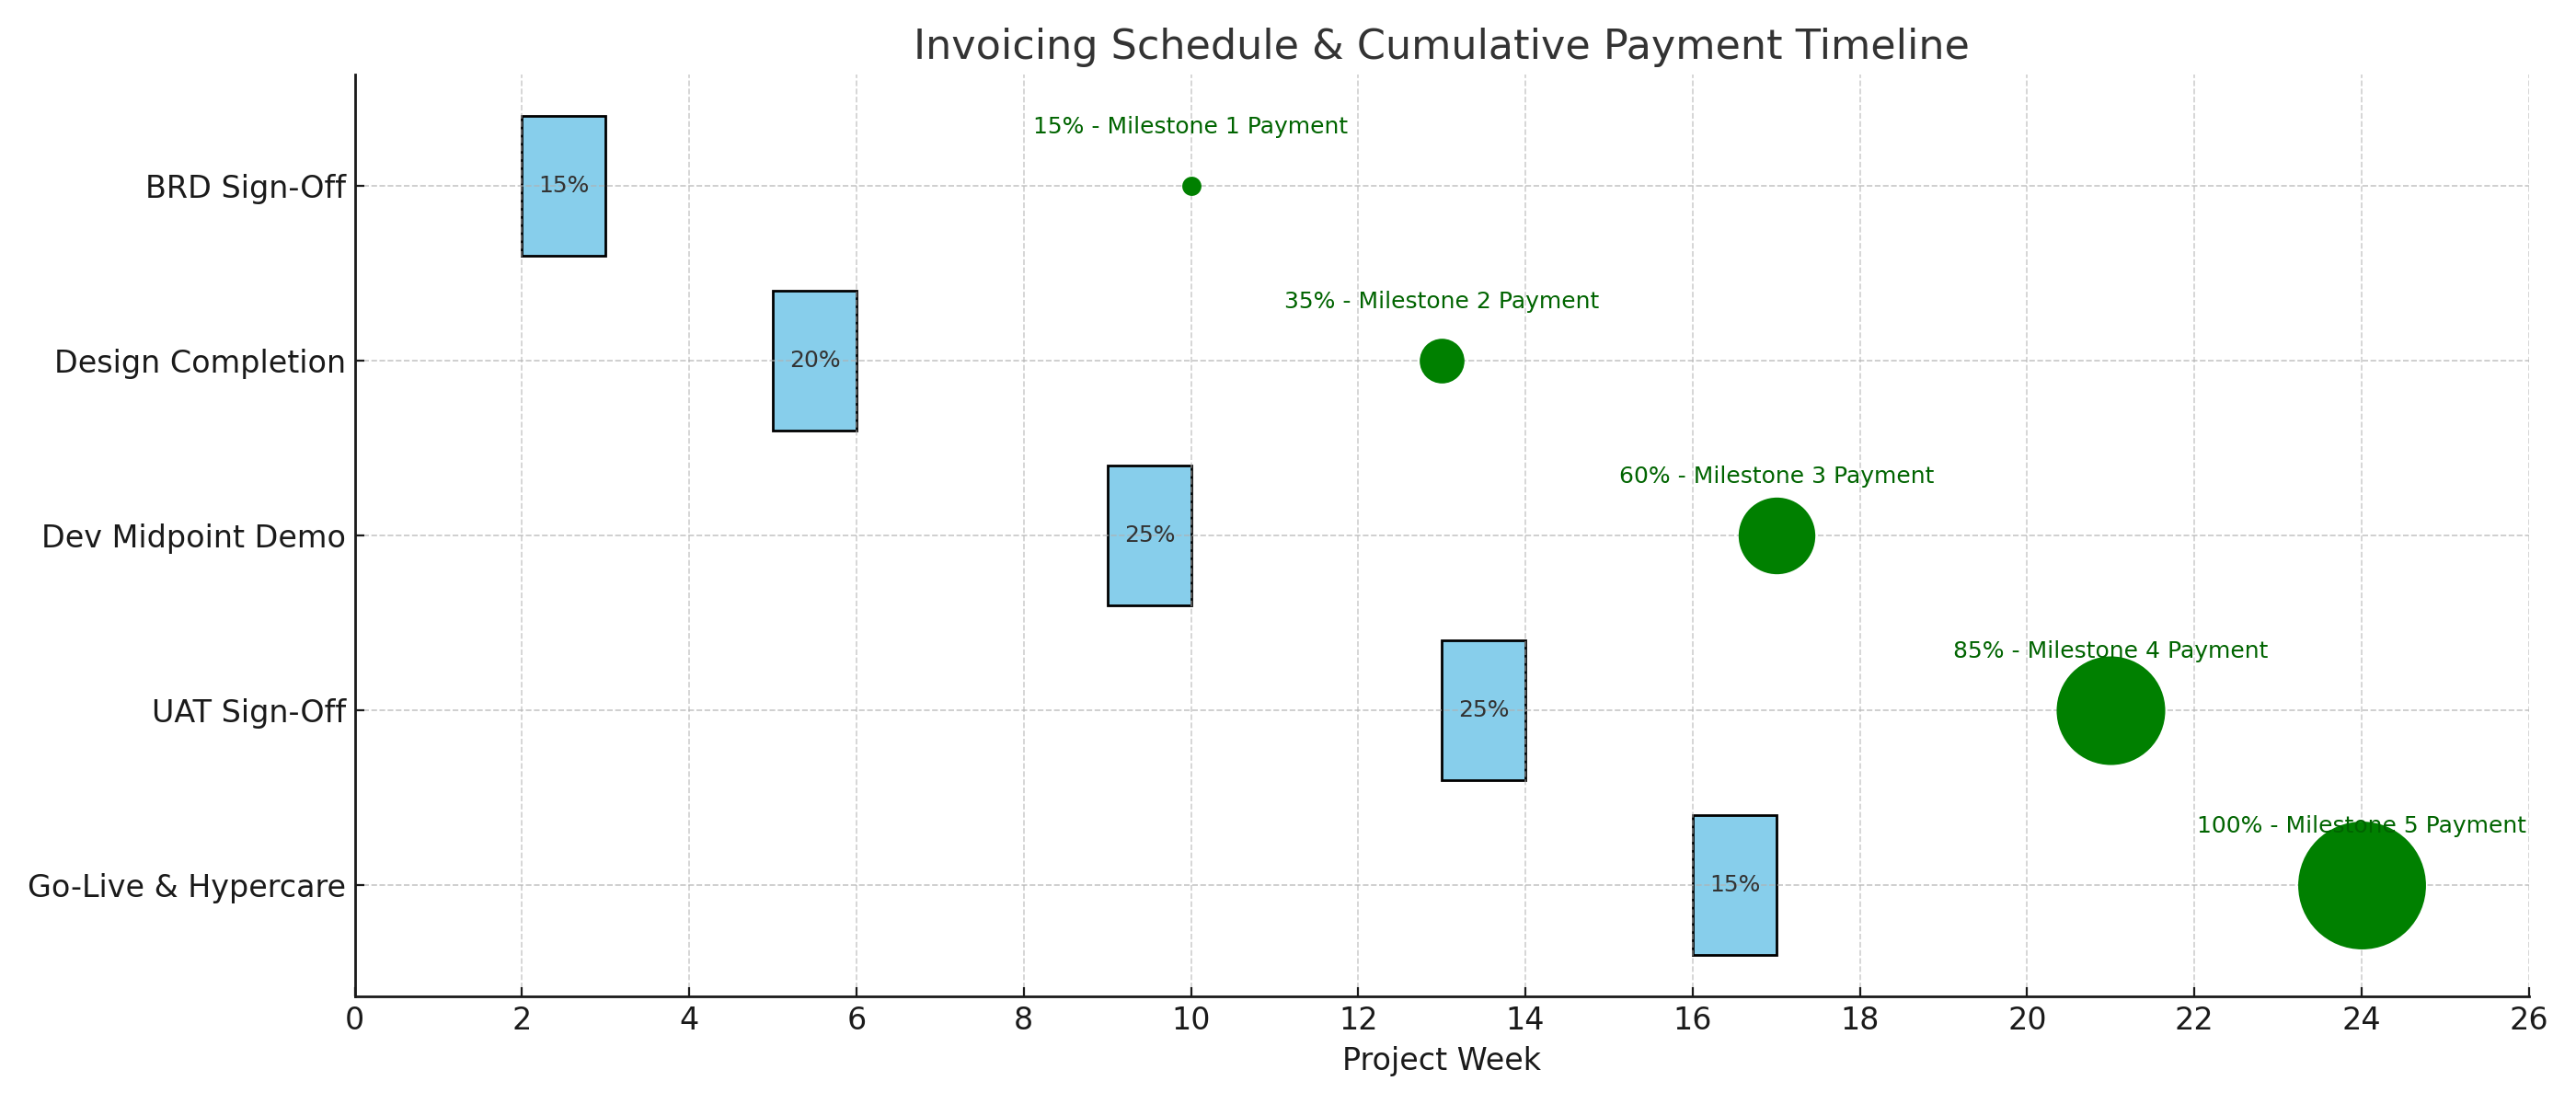 Invoicing Schedule & Cumulative Payment Timeline
BRD Sign-Off
15%
15% - Milestone 1 Payment
Design Completion
20%
35% - Milestone 2 Payment
Dev Midpoint Demo
25%
60% - Milestone 3 Payment
UAT Sign-Off
25%
85% - Milestone 4 Payment
Go-Live & Hypercare
15%
100% - Milestone 5 Payment
0 2 4 6 8 10 12 14 16 18 20 22 24 26
Project Week